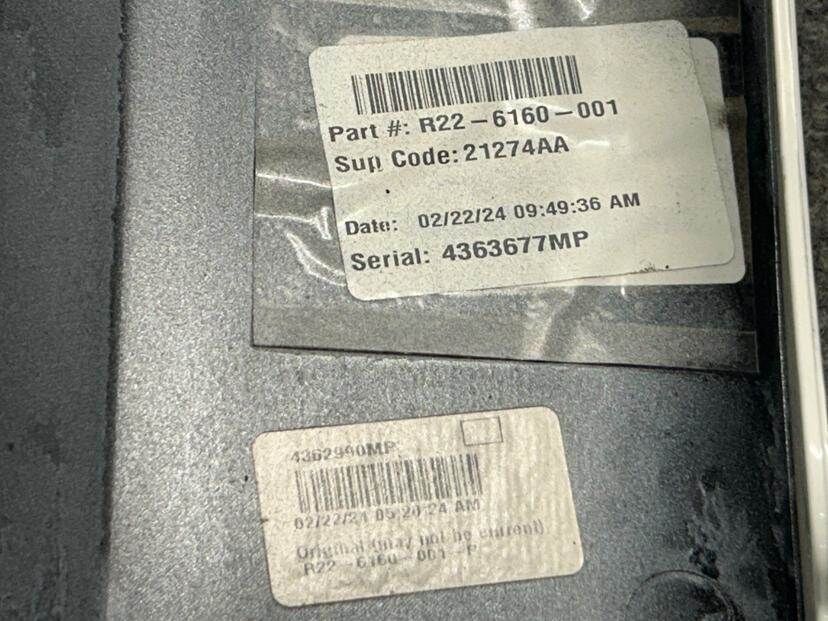 Part #: R22-6160-001
Sup Code: 21274AA
Date: 02/22/24 09:49:36 AM
Serial: 4363677MP
4362990MP
02/22/24 05:20:24 AM
Original (may not be current)
R22-6160-001-P